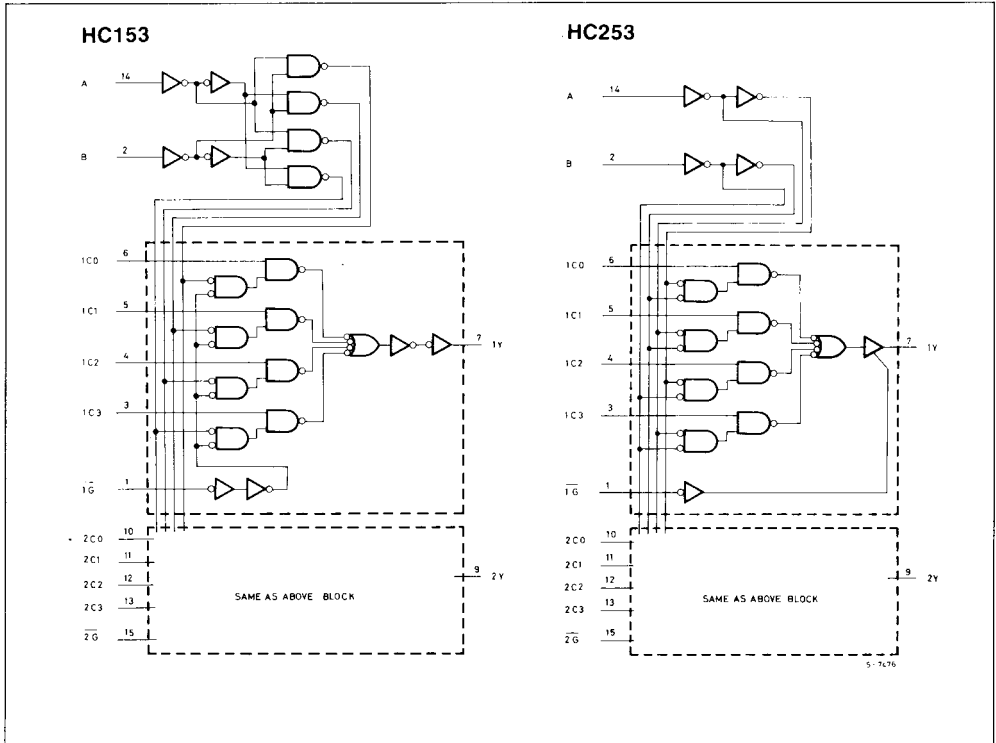 HC153
A 14
B 2
1C0 6
1C1 5
1C2 4
1C3 3
1G̅ 1
7 1Y
2C0 10
2C1 11
2C2 12
2C3 13
2G̅ 15
SAME AS ABOVE BLOCK
9 2Y
HC253
A 14
B 2
1C0 6
1C1 5
1C2 4
1C3 3
1G̅ 1
7 1Y
2C0 10
2C1 11
2C2 12
2C3 13
2G̅ 15
SAME AS ABOVE BLOCK
9 2Y
S-7476